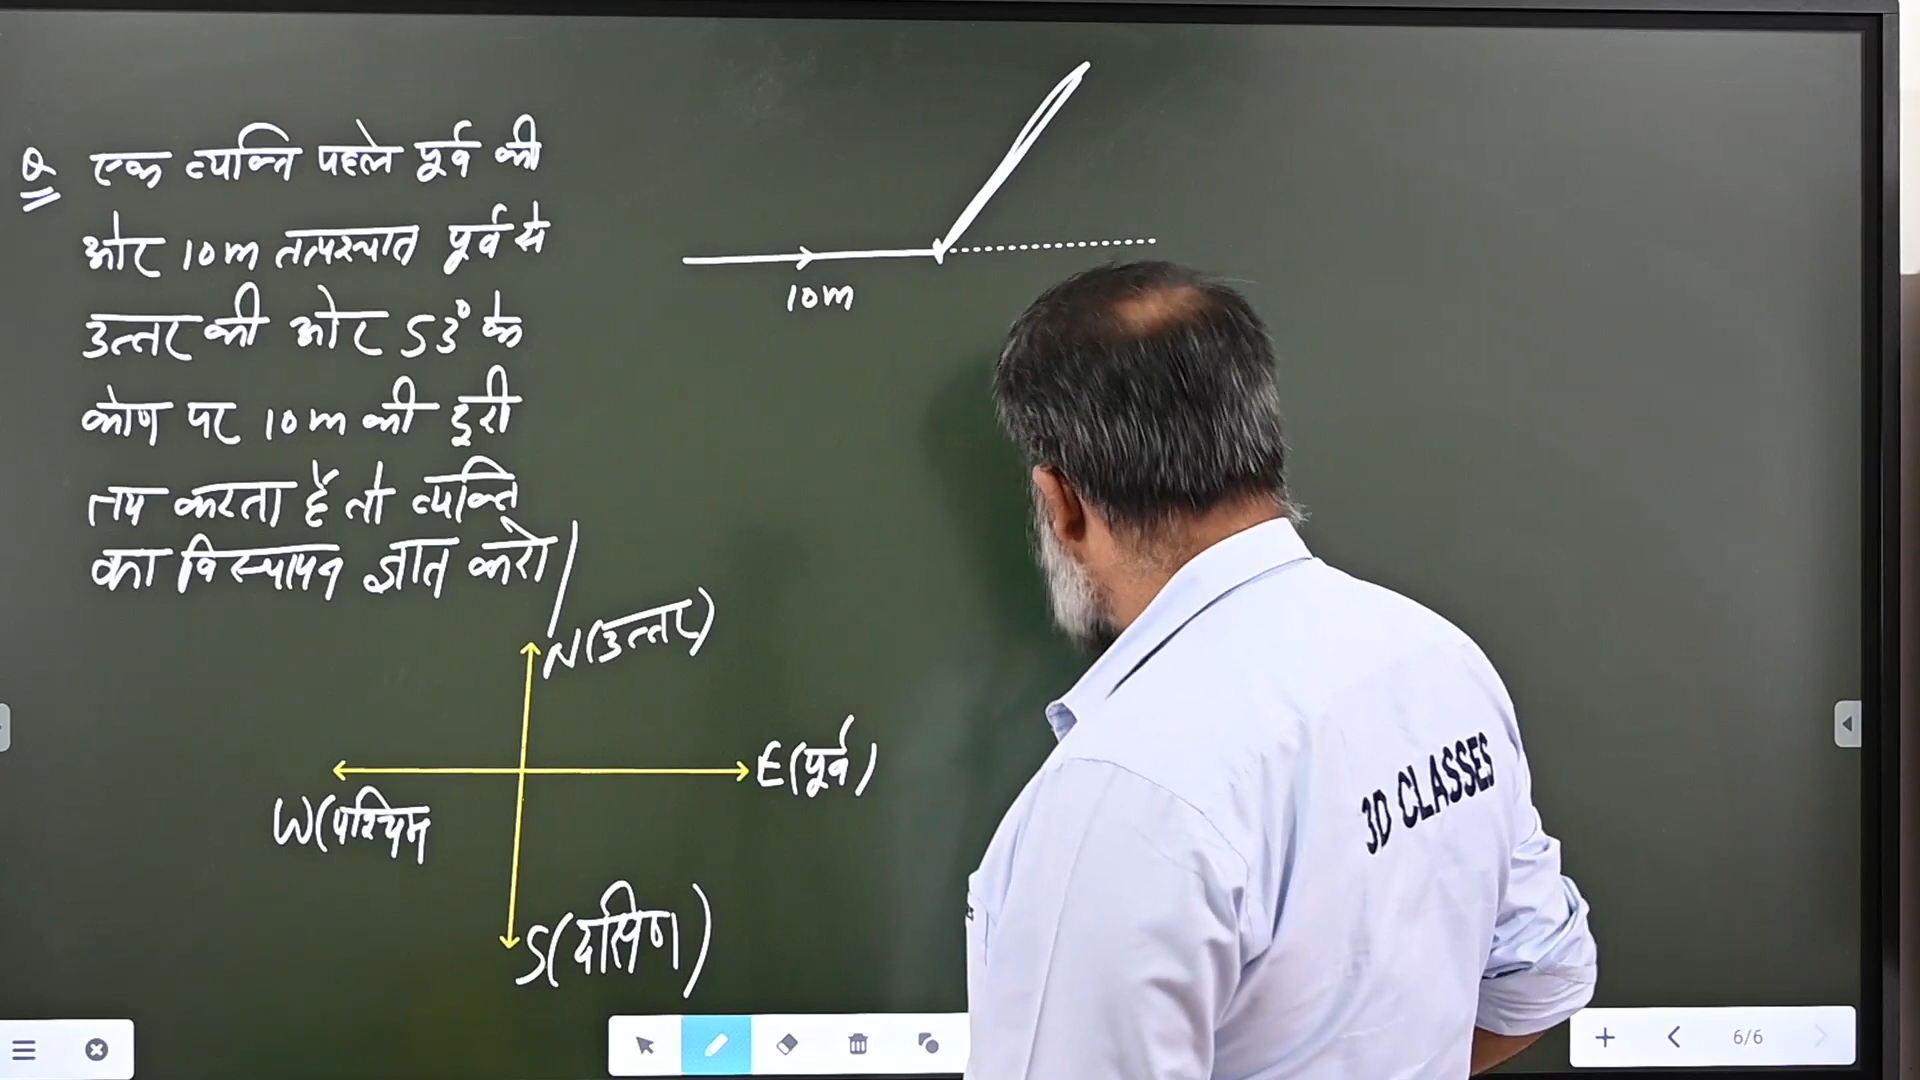 Q एक व्यक्ति पहले पूर्व की
ओर 10m तत्पश्चात पूर्व से
उत्तर की ओर 53° के
कोण पर 10m की दूरी
तय करता है तो व्यक्ति
का विस्थापन ज्ञात करो
10m
N(उत्तर)
E(पूर्व)
W(पश्चिम
S(दक्षिण)
3D CLASSES
6/6